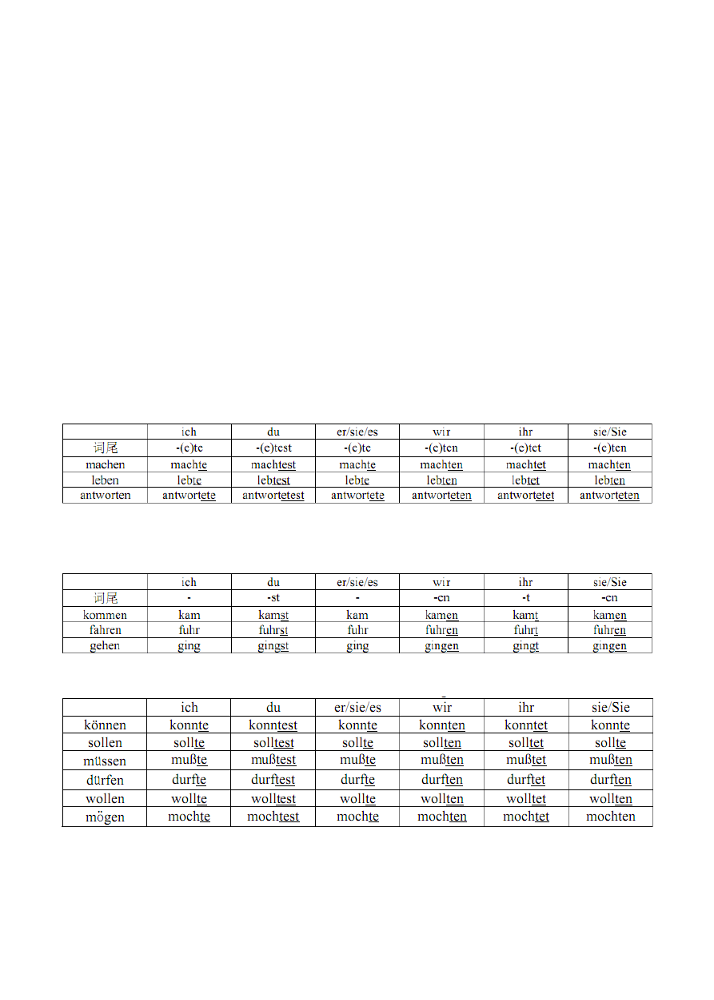 ich du er/sie/es wir ihr sie/Sie
词尾 -(e)te -(e)test -(e)te -(e)ten -(e)tet -(e)ten
machen machte machtest machte machten machtet machten
leben lebte lebtest lebte lebten lebtet lebten
antworten antwortete antwortetest antwortete antworteten antwortetet antworteten
ich du er/sie/es wir ihr sie/Sie
词尾 - -st - -en -t -en
kommen kam kamst kam kamen kamt kamen
fahren fuhr fuhrst fuhr fuhren fuhrt fuhren
gehen ging gingst ging gingen gingt gingen
ich du er/sie/es wir ihr sie/Sie
können konnte konntest konnte konnten konntet konnte
sollen sollte solltest sollte sollten solltet sollte
müssen mußte mußtest mußte mußten mußtet mußten
dürfen durfte durftest durfte durften durftet durften
wollen wollte wolltest wollte wollten wolltet wollten
mögen mochte mochtest mochte mochten mochtet mochten